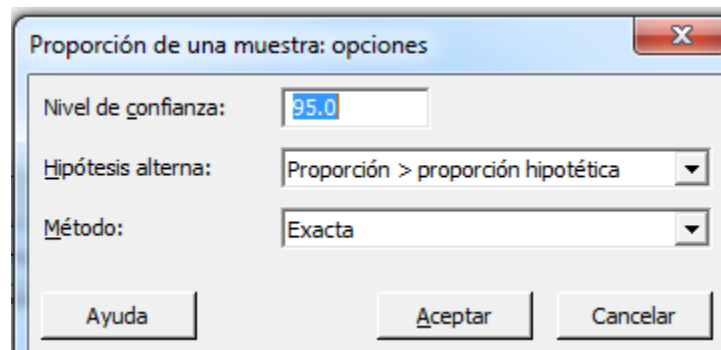 Proporción de una muestra: opciones
Nivel de confianza: 95.0
Hipótesis alterna: Proporción > proporción hipotética
Método: Exacta
Ayuda Aceptar Cancelar